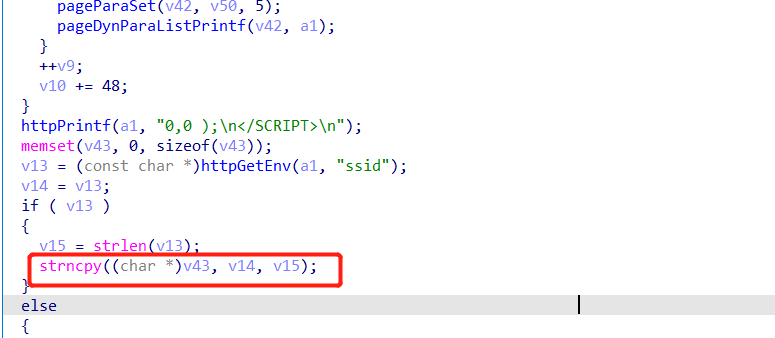 pageParaSet(v42, v50, 5);
pageDynParaListPrintf(v42, a1);
}
++v9;
v10 += 48;
}
httpPrintf(a1, "0,0 );\n</SCRIPT>\n");
memset(v43, 0, sizeof(v43));
v13 = (const char *)httpGetEnv(a1, "ssid");
v14 = v13;
if ( v13 )
{
v15 = strlen(v13);
strncpy((char *)v43, v14, v15);
}
else
{